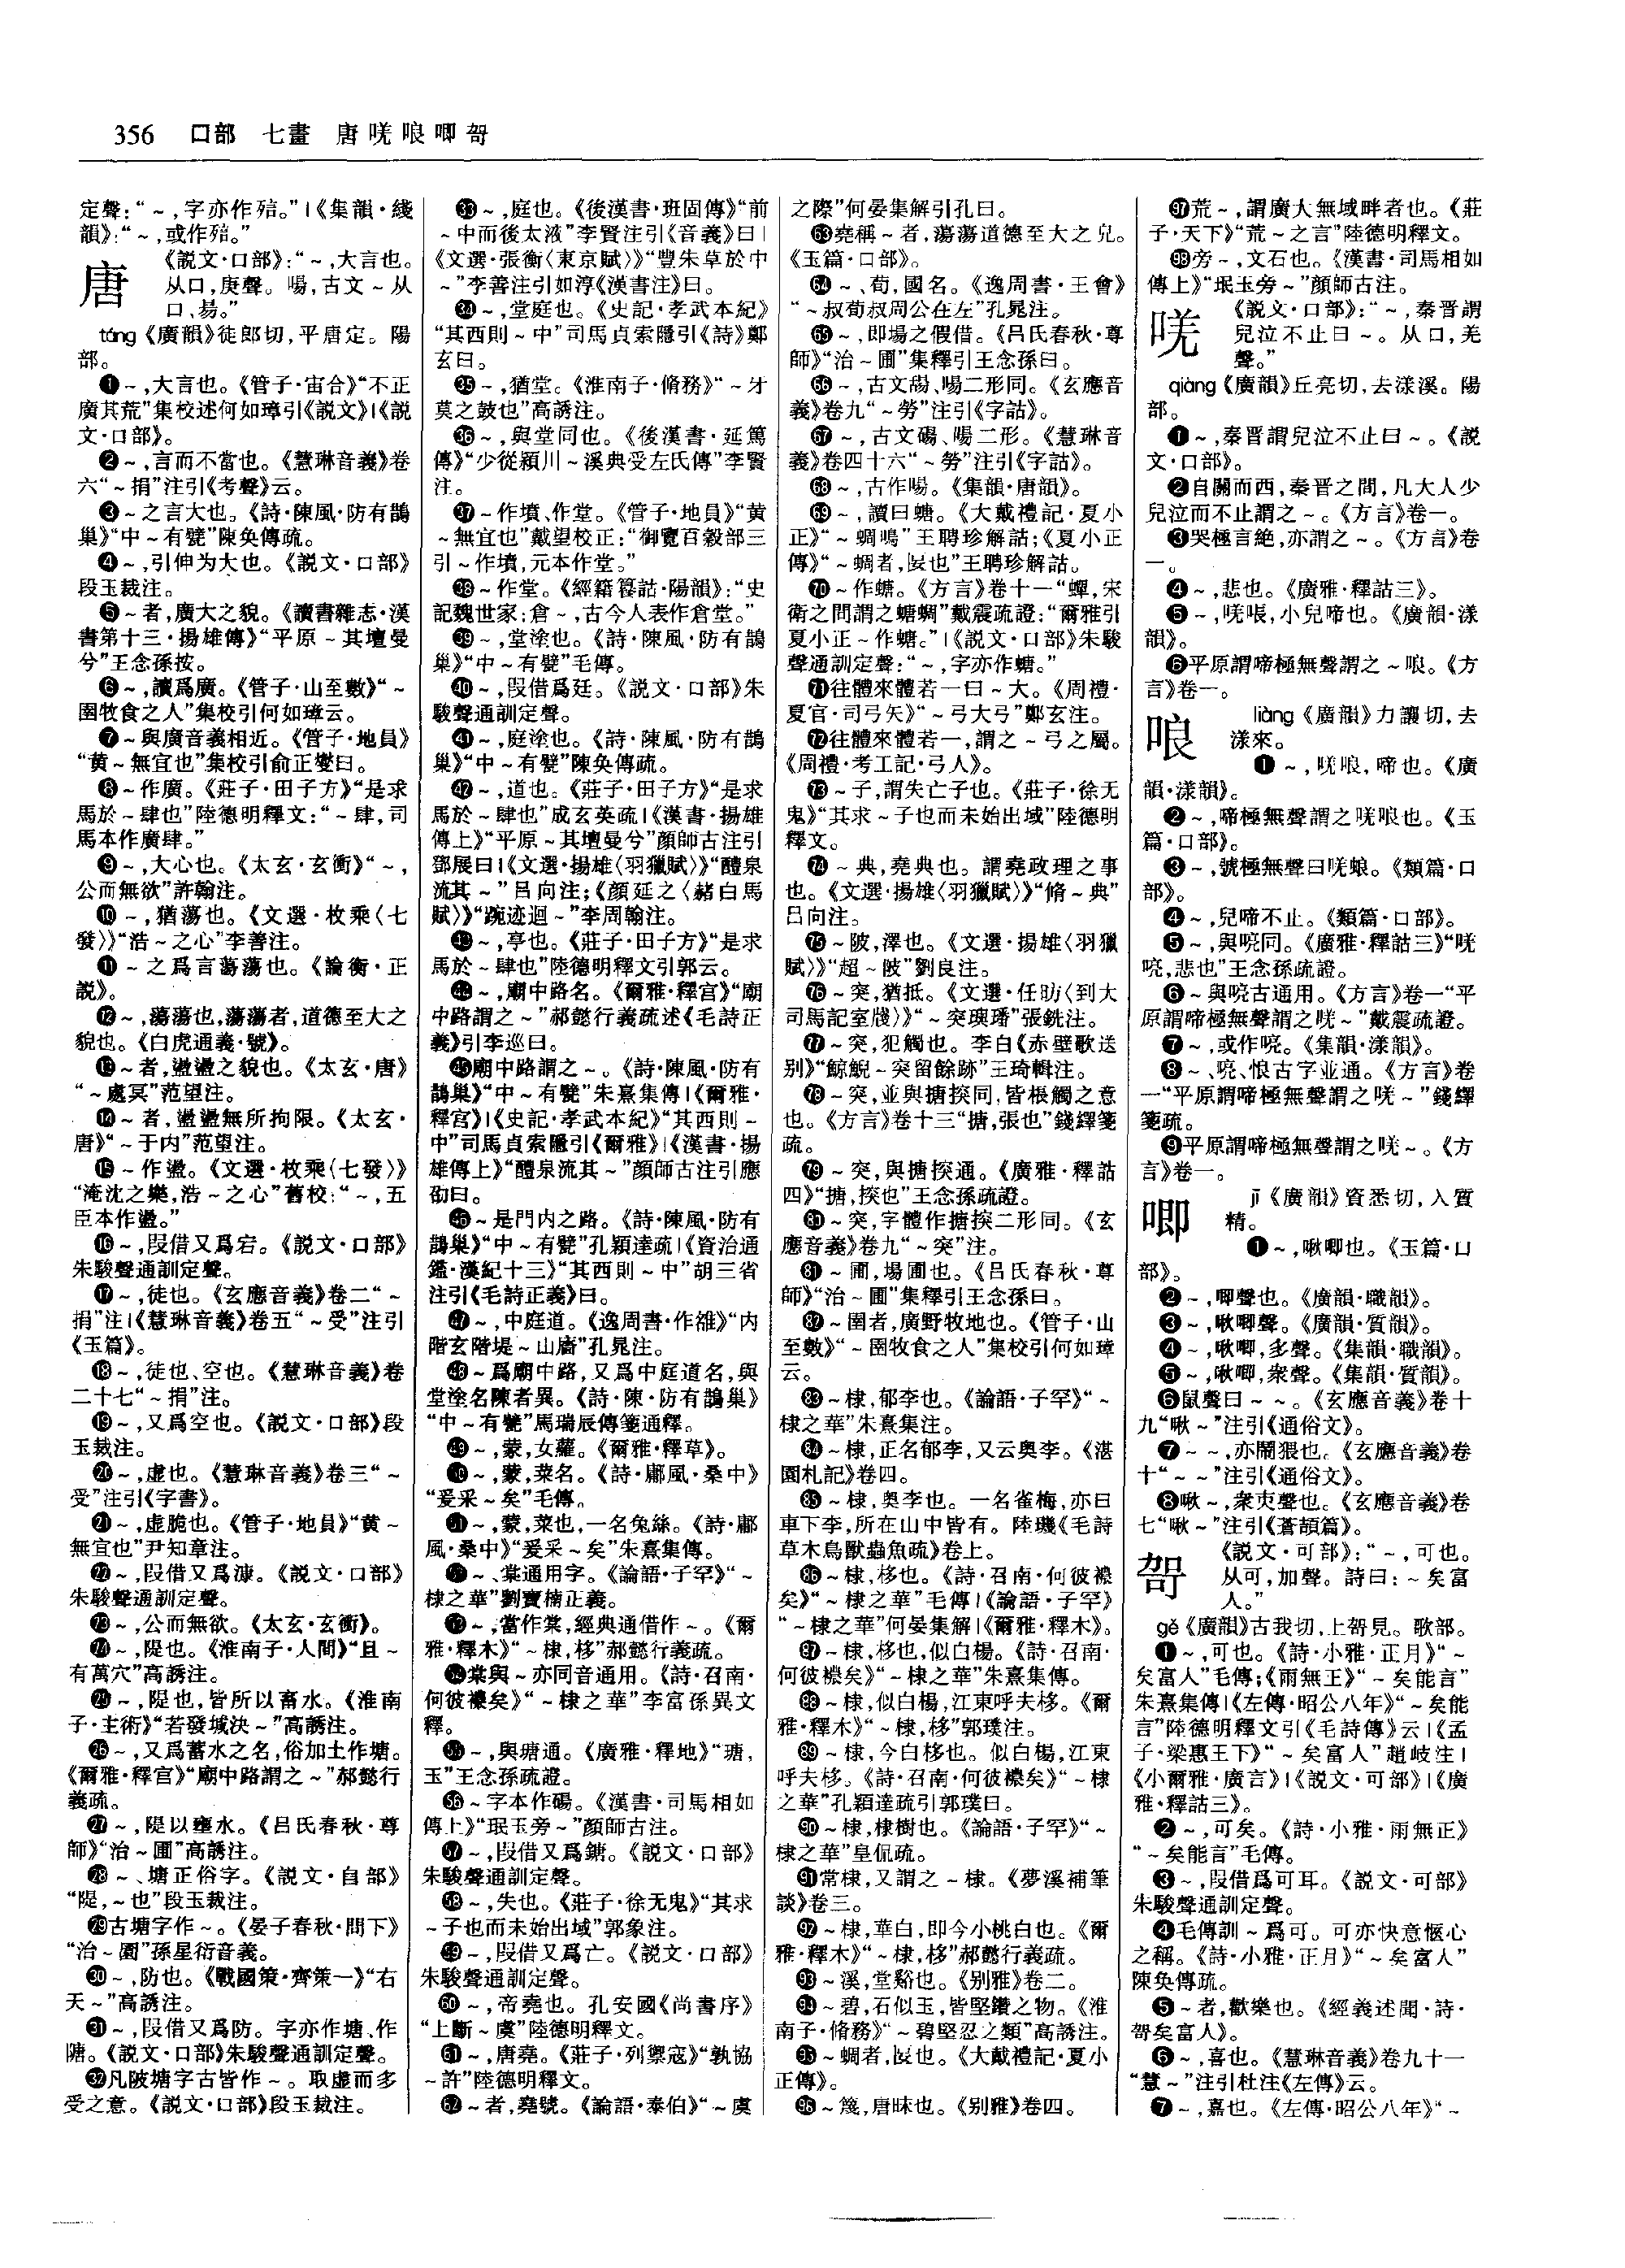 356 口部 七畫 唐唴哴唧哿
定聲：“～，字亦作㾗。”|《集韻·綫
韻》：“～，或作㾗。”
唐
《説文·口部》：“～，大言也。
从口，庚聲。啺，古文～从
口、昜。”
táng《廣韻》徒郎切，平唐定。陽
部。
❶～，大言也。《管子·宙合》“不正
廣其荒”集校述何如璋引《説文》|《説
文·口部》。
❷～，言而不當也。《慧琳音義》卷
六“～捐”注引《考聲》云。
❸～之言大也。《詩·陳風·防有鵲
巢》“中～有甓”陳奂傳疏。
❹～，引伸为大也。《説文·口部》
段玉裁注。
❺～者，廣大之貌。《讀書雜志·漢
書第十三·揚雄傳》“平原～其壇曼
兮”王念孫按。
❻～，讀爲廣。《管子·山至數》“～
圉牧食之人”集校引何如璋云。
❼～與廣音義相近。《管子·地員》
“黄～無宜也”集校引俞正燮曰。
❽～作廣。《莊子·田子方》“是求
馬於～肆也”陸德明釋文：“～肆，司
馬本作廣肆。”
❾～，大心也。《太玄·玄衝》“～，
公而無欲”許翰注。
❿～，猶蕩也。《文選·枚乘〈七
發〉》“浩～之心”李善注。
⓫～之爲言蕩蕩也。《論衡·正
説》。
⓬～，蕩蕩也，蕩蕩者，道德至大之
貌也。《白虎通義·號》。
⓭～者，盪盪之貌也。《太玄·唐》
“～處冥”范望注。
⓮～者，盪盪無所拘限。《太玄·
唐》“～于内”范望注。
⓯～作盪。《文選·枚乘〈七發〉》
“淹沈之樂，浩～之心”舊校：“～，五
臣本作盪。”
⓰～，叚借又爲宕。《説文·口部》
朱駿聲通訓定聲。
⓱～，徒也。《玄應音義》卷二“～
捐”注|《慧琳音義》卷五“～受”注引
《玉篇》。
⓲～，徒也、空也。《慧琳音義》卷
二十七“～捐”注。
⓳～，又爲空也。《説文·口部》段
玉裁注。
⓴～，虚也。《慧琳音義》卷三“～
受”注引《字書》。
㉑～，虚脆也。《管子·地員》“黄～
無宜也”尹知章注。
㉒～，叚借又爲漮。《説文·口部》
朱駿聲通訓定聲。
㉓～，公而無欲。《太玄·玄衝》。
㉔～，隄也。《淮南子·人間》“且～
有萬穴”高誘注。
㉕～，隄也，皆所以畜水。《淮南
子·主術》“若發堿决～”高誘注。
㉖～，又爲蓄水之名，俗加土作塘。
《爾雅·釋宫》“廟中路謂之～”郝懿行
義疏。
㉗～，隄以壅水。《吕氏春秋·尊
師》“治～圃”高誘注。
㉘～、塘正俗字。《説文·𨸏部》
“隄，～也”段玉裁注。
㉙古塘字作～。《晏子春秋·問下》
“治～園”孫星衍音義。
㉚～，防也。《戰國策·齊策一》“右
天～”高誘注。
㉛～，叚借又爲防。字亦作塘、作
隚。《説文·口部》朱駿聲通訓定聲。
㉜凡陂塘字古皆作～。取虚而多
受之意。《説文·口部》段玉裁注。
㉝～，庭也。《後漢書·班固傳》“前
～中而後太液”李賢注引《音義》曰|
《文選·張衡〈東京賦〉》“豐朱草於中
～”李善注引如淳《漢書注》曰。
㉞～，堂庭也。《史記·孝武本紀》
“其西則～中”司馬貞索隱引《詩》鄭
玄曰。
㉟～，猶堂。《淮南子·脩務》“～牙
莫之鼓也”高誘注。
㊱～，與堂同也。《後漢書·延篤
傳》“少從潁川～溪典受左氏傳”李賢
注。
㊲～作墳、作堂。《管子·地員》“黄
～無宜也”戴望校正：“御覽百穀部三
引～作墳，元本作堂。”
㊳～作堂。《經籍籑詁·陽韻》：“史
記魏世家：倉～，古今人表作倉堂。”
㊴～，堂塗也。《詩·陳風·防有鵲
巢》“中～有甓”毛傳。
㊵～，叚借爲廷。《説文·口部》朱
駿聲通訓定聲。
㊶～，庭塗也。《詩·陳風·防有鵲
巢》“中～有甓”陳奂傳疏。
㊷～，道也。《莊子·田子方》“是求
馬於～肆也”成玄英疏|《漢書·揚雄
傳上》“平原～其壇曼兮”顔師古注引
鄧展曰|《文選·揚雄〈羽獵賦〉》“醴泉
流其～”吕向注；《顔延之〈赭白馬
賦〉》“踠迹迴～”李周翰注。
㊸～，亭也。《莊子·田子方》“是求
馬於～肆也”陸德明釋文引郭云。
㊹～，廟中路名。《爾雅·釋宫》“廟
中路謂之～”郝懿行義疏述《毛詩正
義》引李巡曰。
㊺廟中路謂之～。《詩·陳風·防有
鵲巢》“中～有甓”朱熹集傳|《爾雅·
釋宫》|《史記·孝武本紀》“其西則～
中”司馬貞索隱引《爾雅》|《漢書·揚
雄傳上》“醴泉流其～”顔師古注引應
劭曰。
㊻～是門内之路。《詩·陳風·防有
鵲巢》“中～有甓”孔穎達疏|《資治通
鑑·漢紀十三》“其西則～中”胡三省
注引《毛詩正義》曰。
㊼～，中庭道。《逸周書·作雒》“内
階玄階堤～山廧”孔晁注。
㊽～爲廟中路，又爲中庭道名，與
堂塗名陳者異。《詩·陳·防有鵲巢》
“中～有甓”馬瑞辰傳箋通釋。
㊾～，蒙，女蘿。《爾雅·釋草》。
㊿～，蒙，菜名。《詩·鄘風·桑中》
“爰采～矣”毛傳。
51～，蒙，菜也，一名兔絲。《詩·鄘
風·桑中》“爰采～矣”朱熹集傳。
52～、棠通用字。《論語·子罕》“～
棣之華”劉寶楠正義。
53～，當作棠，經典通借作～。《爾
雅·釋木》“～棣，栘”郝懿行義疏。
54棠與～亦同音通用。《詩·召南·
何彼襛矣》“～棣之華”李富孫異文
釋。
55～，與瑭通。《廣雅·釋地》“瑭，
玉”王念孫疏證。
56～字本作碭。《漢書·司馬相如
傳上》“珉玉旁～”顔師古注。
57～，叚借又爲鎕。《説文·口部》
朱駿聲通訓定聲。
58～，失也。《莊子·徐无鬼》“其求
～子也而未始出域”郭象注。
59～，叚借又爲亡。《説文·口部》
朱駿聲通訓定聲。
60～，帝堯也。孔安國《尚書序》
“上斷～虞”陸德明釋文。
61～，唐堯。《莊子·列禦寇》“孰協
～許”陸德明釋文。
62～者，堯號。《論語·泰伯》“～虞
之際”何晏集解引孔曰。
63堯稱～者，蕩蕩道德至大之皃。
《玉篇·口部》。
64～、荀，國名。《逸周書·王會》
“～叔荀叔周公在左”孔晁注。
65～，即場之假借。《吕氏春秋·尊
師》“治～圃”集釋引王念孫曰。
66～，古文碭、啺二形同。《玄應音
義》卷九“～勞”注引《字詁》。
67～，古文碭、啺二形。《慧琳音
義》卷四十六“～勞”注引《字詁》。
68～，古作啺。《集韻·唐韻》。
69～，讀曰螗。《大戴禮記·夏小
正》“～蜩鳴”王聘珍解詁；《夏小正
傳》“～蜩者，匽也”王聘珍解詁。
70～作螗。《方言》卷十一“蟬，宋
衛之間謂之螗蜩”戴震疏證：“爾雅引
夏小正～作螗。”|《説文·口部》朱駿
聲通訓定聲：“～，字亦作螗。”
71往體來體若一曰～大。《周禮·
夏官·司弓矢》“～弓大弓”鄭玄注。
72往體來體若一，謂之～弓之屬。
《周禮·考工記·弓人》。
73～子，謂失亡子也。《莊子·徐无
鬼》“其求～子也而未始出域”陸德明
釋文。
74～典，堯典也。謂堯政理之事
也。《文選·揚雄〈羽獵賦〉》“脩～典”
吕向注。
75～陂，澤也。《文選·揚雄〈羽獵
賦〉》“超～陂”劉良注。
76～突，猶抵。《文選·任昉〈到大
司馬記室牋〉》“～突璵璠”張銑注。
77～突，犯觸也。李白《赤壁歌送
别》“鯨鯢～突留餘跡”王琦輯注。
78～突，並與搪揬同，皆棖觸之意
也。《方言》卷十三“搪，張也”錢繹箋
疏。
79～突，與搪揬通。《廣雅·釋詁
四》“搪，揬也”王念孫疏證。
80～突，字體作搪揬二形同。《玄
應音義》卷九“～突”注。
81～圃，場圃也。《吕氏春秋·尊
師》“治～圃”集釋引王念孫曰。
82～圉者，廣野牧地也。《管子·山
至數》“～圉牧食之人”集校引何如璋
云。
83～棣，郁李也。《論語·子罕》“～
棣之華”朱熹集注。
84～棣，正名郁李，又云奥李。《湛
園札記》卷四。
85～棣，奥李也。一名雀梅，亦曰
車下李，所在山中皆有。陸璣《毛詩
草木鳥獸蟲魚疏》卷上。
86～棣，栘也。《詩·召南·何彼襛
矣》“～棣之華”毛傳|《論語·子罕》
“～棣之華”何晏集解|《爾雅·釋木》。
87～棣，栘也，似白楊。《詩·召南·
何彼襛矣》“～棣之華”朱熹集傳。
88～棣，似白楊，江東呼夫栘。《爾
雅·釋木》“～棣，栘”郭璞注。
89～棣，今白栘也。似白楊，江東
呼夫栘。《詩·召南·何彼襛矣》“～棣
之華”孔穎達疏引郭璞曰。
90～棣，棣樹也。《論語·子罕》“～
棣之華”皇侃疏。
91常棣，又謂之～棣。《夢溪補筆
談》卷三。
92～棣，華白，即今小桃白也。《爾
雅·釋木》“～棣，栘”郝懿行義疏。
93～溪，堂谿也。《别雅》卷二。
94～碧，石似玉，皆堅鑽之物。《淮
南子·脩務》“～碧堅忍之類”高誘注。
95～蜩者，匽也。《大戴禮記·夏小
正傳》。
96～篾，唐昧也。《别雅》卷四。
97荒～，謂廣大無域畔者也。《莊
子·天下》“荒～之言”陸德明釋文。
98旁～，文石也。《漢書·司馬相如
傳上》“珉玉旁～”顔師古注。
唴
《説文·口部》：“～，秦晉謂
兒泣不止曰～。从口，羌
聲。”
qiàng《廣韻》丘亮切，去漾溪。陽
部。
❶～，秦晉謂兒泣不止曰～。《説
文·口部》。
❷自關而西，秦晉之間，凡大人少
兒泣而不止謂之～。《方言》卷一。
❸哭極言絶，亦謂之～。《方言》卷
一。
❹～，悲也。《廣雅·釋詁三》。
❺～，唴哴，小兒啼也。《廣韻·漾
韻》。
❻平原謂啼極無聲謂之～哴。《方
言》卷一。
哴
liàng《廣韻》力讓切，去
漾來。
❶～，唴哴，啼也。《廣
韻·漾韻》。
❷～，啼極無聲謂之唴哴也。《玉
篇·口部》。
❸～，號極無聲曰唴哴。《類篇·口
部》。
❹～，兒啼不止。《類篇·口部》。
❺～，與喨同。《廣雅·釋詁三》“唴
喨，悲也”王念孫疏證。
❻～與喨古通用。《方言》卷一“平
原謂啼極無聲謂之唴～”戴震疏證。
❼～，或作喨。《集韻·漾韻》。
❽～、喨、悢古字並通。《方言》卷
一“平原謂啼極無聲謂之唴～”錢繹
箋疏。
❾平原謂啼極無聲謂之唴～。《方
言》卷一。
唧
jī《廣韻》資悉切，入質
精。
❶～，啾唧也。《玉篇·口
部》。
❷～，唧聲也。《廣韻·職韻》。
❸～，啾唧聲。《廣韻·質韻》。
❹～，啾唧，多聲。《集韻·職韻》。
❺～，啾唧，衆聲。《集韻·質韻》。
❻鼠聲曰～～。《玄應音義》卷十
九“啾～”注引《通俗文》。
❼～～，亦鬧猥也。《玄應音義》卷
十“～～”注引《通俗文》。
❽啾～，衆聲也。《玄應音義》卷
七“啾～”注引《蒼頡篇》。
哿
《説文·可部》：“～，可也。
从可，加聲。詩曰：～矣富
人。”
gě《廣韻》古我切，上哿見。歌部。
❶～，可也。《詩·小雅·正月》“～
矣富人”毛傳；《雨無正》“～矣能言”
朱熹集傳|《左傳·昭公八年》“～矣能
言”陸德明釋文引《毛詩傳》云|《孟
子·梁惠王下》“～矣富人”趙岐注|
《小爾雅·廣言》|《説文·可部》|《廣
雅·釋詁三》。
❷～，可矣。《詩·小雅·雨無正》
“～矣能言”毛傳。
❸～，叚借爲可耳。《説文·可部》
朱駿聲通訓定聲。
❹毛傳訓～爲可。可亦快意愜心
之稱。《詩·小雅·正月》“～矣富人”
陳奂傳疏。
❺～者，歡樂也。《經義述聞·詩·
哿矣富人》。
❻～，喜也。《慧琳音義》卷九十一
“慧～”注引杜注《左傳》云。
❼～，嘉也。《左傳·昭公八年》“～